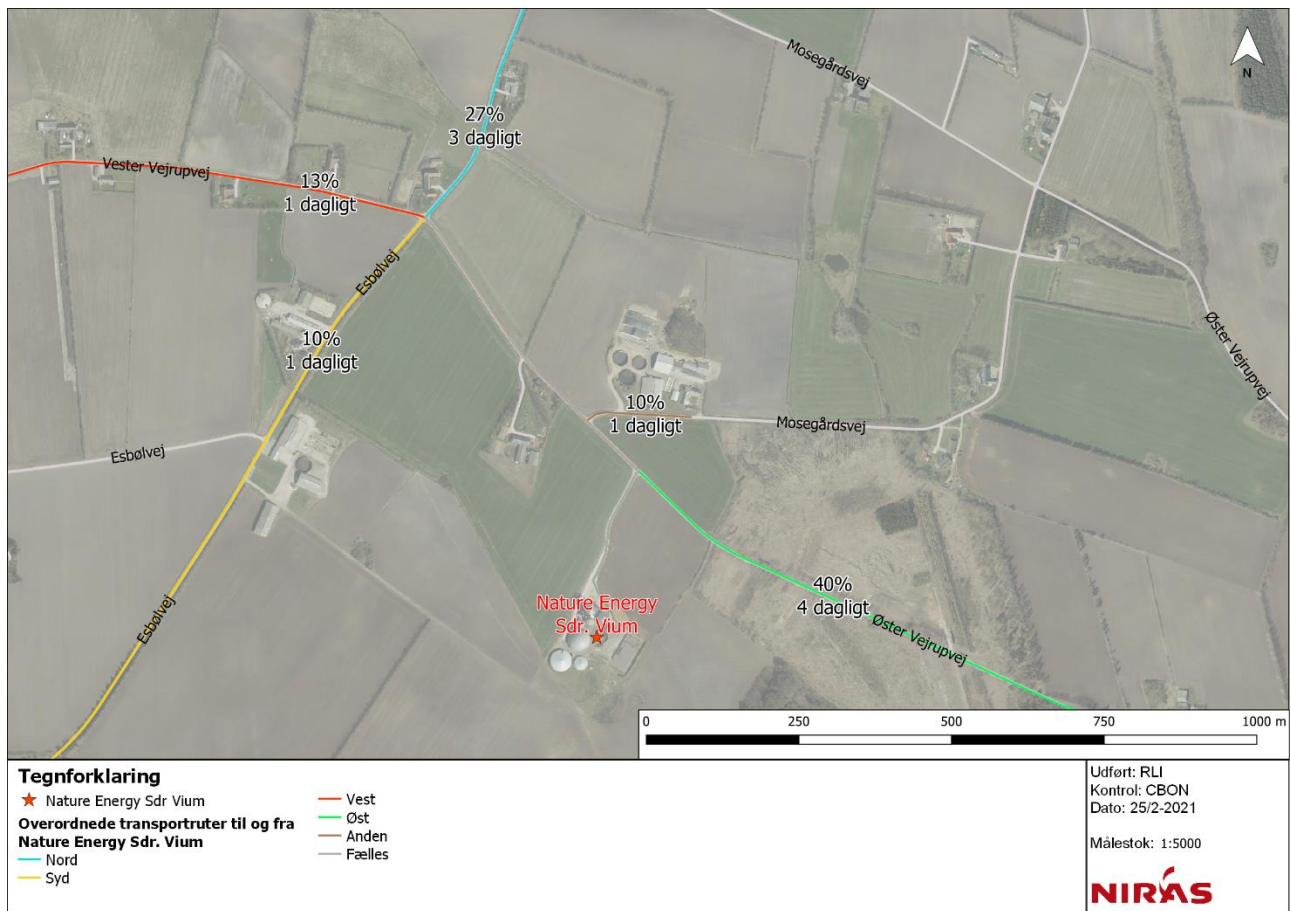 Mosegårdsvej
N
27%
3 dagligt
Vester Vejrupvej
13%
1 dagligt
Esbølvej
10%
1 dagligt
Øster Vejrupvej
10%
1 dagligt
Mosegårdsvej
Esbølvej
40%
4 dagligt
Nature Energy
Sdr. Vium
Øster Vejrupvej
Esbølvej
0 250 500 750 1000 m
Tegnforklaring
Nature Energy Sdr Vium
Overordnede transportruter til og fra
Nature Energy Sdr. Vium
Nord
Syd
Vest
Øst
Anden
Fælles
Udført: RLI
Kontrol: CBON
Dato: 25/2-2021
Målestok: 1:5000
NIRAS